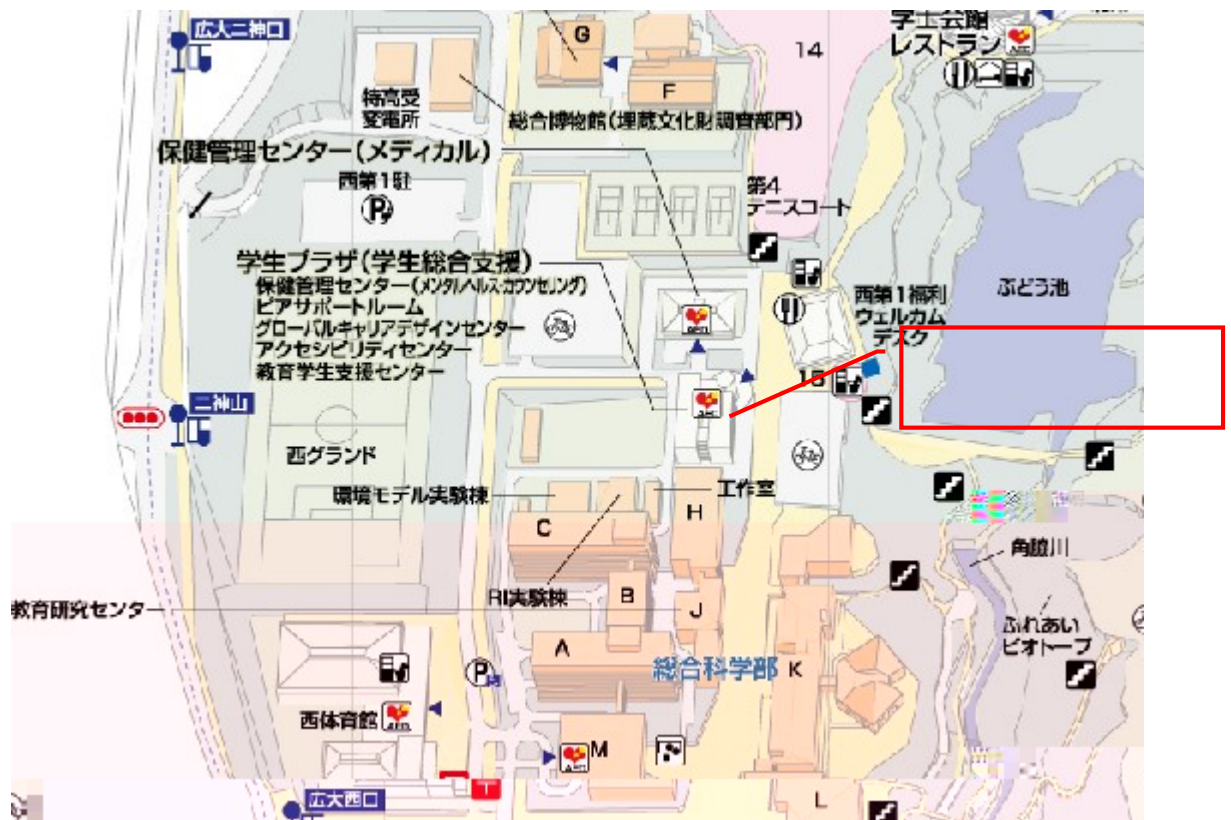 広大二神口
学士会館
レストラン
AED
G
14
F
特高受
変電所
総合博物館(埋蔵文化財調査部門)
保健管理センター(メディカル)
西第1駐
P
第4
テニスコート
学生プラザ(学生総合支援)
保健管理センター(メンタルヘルス・カウンセリング)
ピアサポートルーム
グローバルキャリアデザインセンター
アクセシビリティセンター
教育学生支援センター
西第1福利
ウェルカム
デスク
ぶどう池
AED
15
AED
二神山
西グランド
環境モデル実験棟
工作室
C
H
角脇川
RI実験棟
B
J
教育研究センター
ふれあい
ビオトープ
A
総合科学部
K
P
西体育館
AED
AED
M
広大西口
L